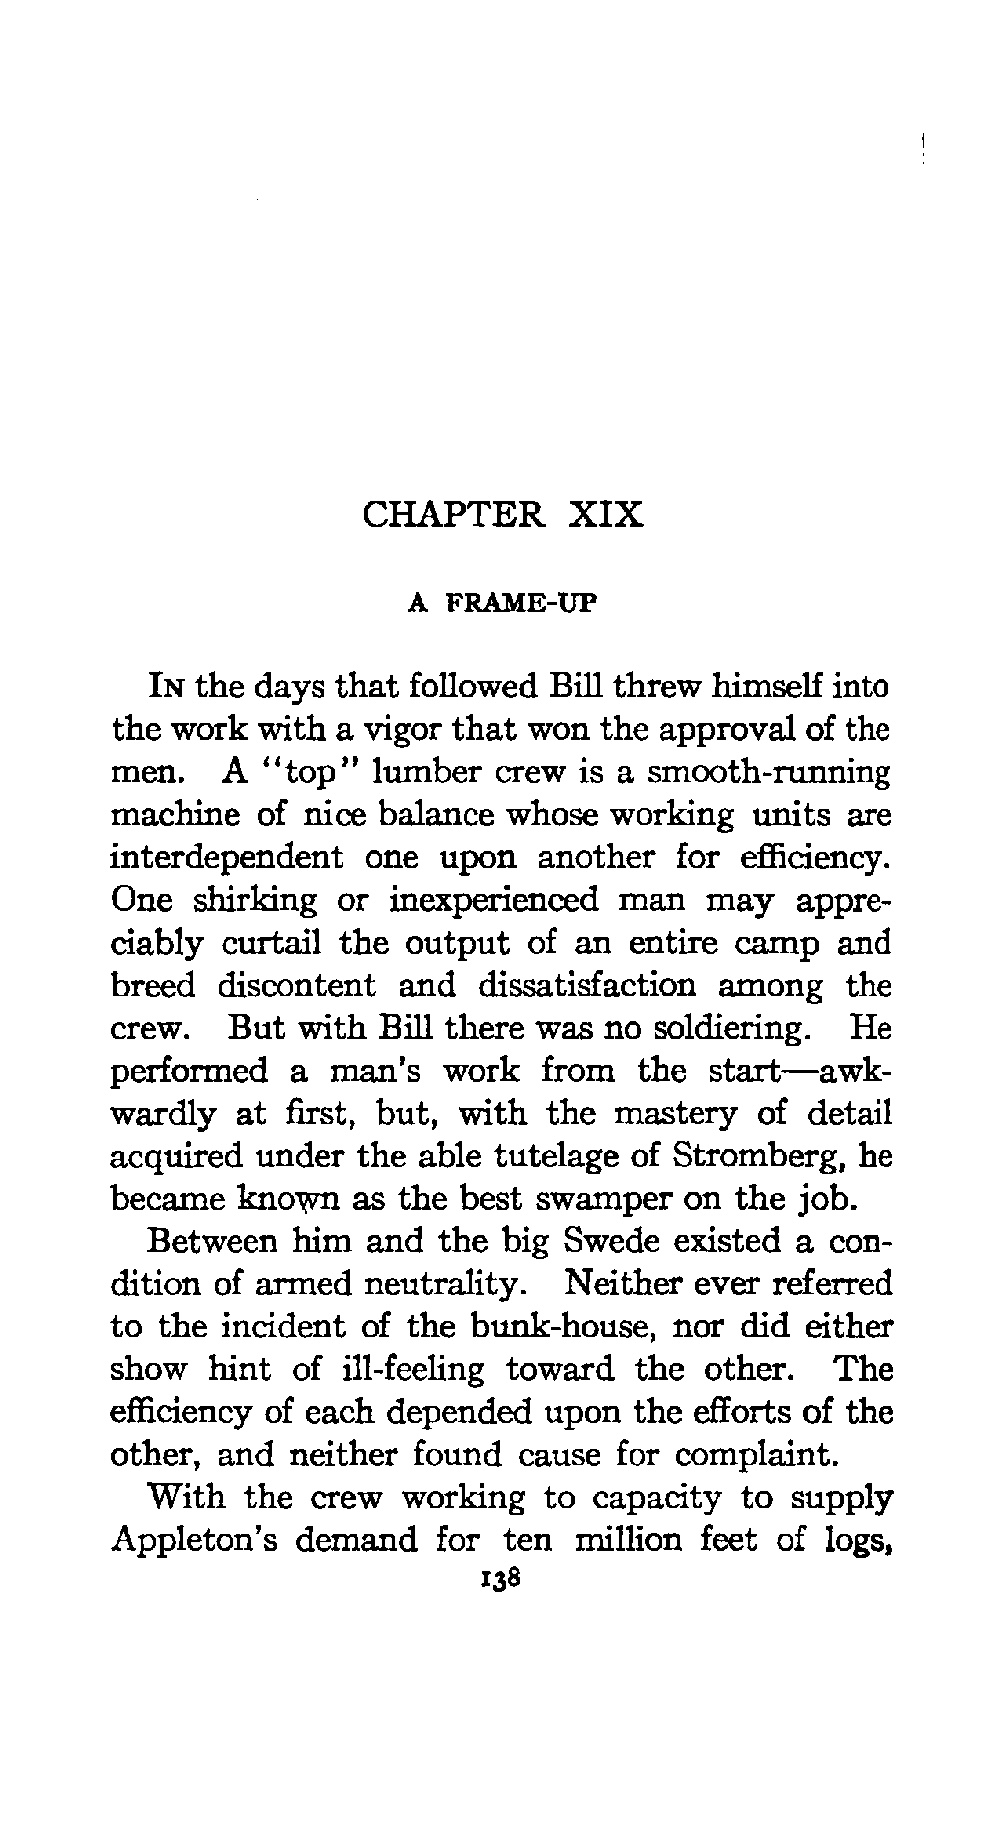 CHAPTER XIX
A FRAME-UP
IN the days that followed Bill threw himself into
the work with a vigor that won the approval of the
men. A "top" lumber crew is a smooth-running
machine of nice balance whose working units are
interdependent one upon another for efficiency.
One shirking or inexperienced man may appre-
ciably curtail the output of an entire camp and
breed discontent and dissatisfaction among the
crew. But with Bill there was no soldiering. He
performed a man's work from the start—awk-
wardly at first, but, with the mastery of detail
acquired under the able tutelage of Stromberg, he
became known as the best swamper on the job.
Between him and the big Swede existed a con-
dition of armed neutrality. Neither ever referred
to the incident of the bunk-house, nor did either
show hint of ill-feeling toward the other. The
efficiency of each depended upon the efforts of the
other, and neither found cause for complaint.
With the crew working to capacity to supply
Appleton's demand for ten million feet of logs,
138